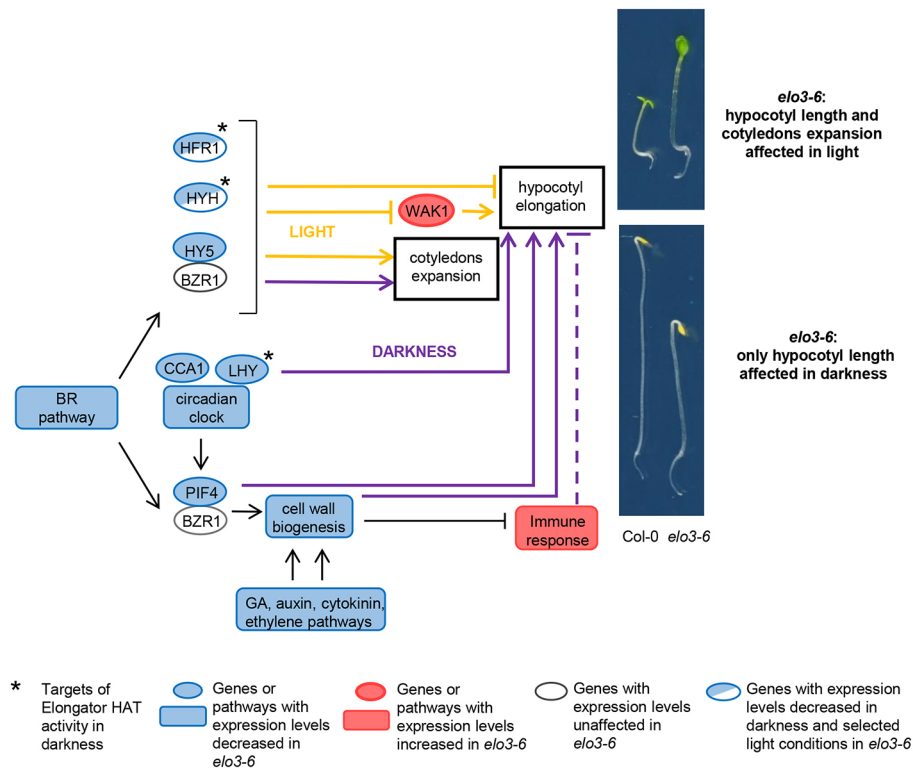 elo3-6:
hypocotyl length and
cotyledons expansion
affected in light
*
HFR1
*
HYH
HY5
BZR1
LIGHT
WAK1
hypocotyl
elongation
cotyledons
expansion
DARKNESS
elo3-6:
only hypocotyl length
affected in darkness
BR
pathway
CCA1
LHY
*
circadian
clock
PIF4
BZR1
cell wall
biogenesis
Immune
response
Col-0 elo3-6
GA, auxin, cytokinin,
ethylene pathways
*
Targets of
Elongator HAT
activity in
darkness
Genes or
pathways with
expression levels
decreased in
elo3-6
Genes or
pathways with
expression levels
increased in elo3-6
Genes with
expression levels
unaffected in
elo3-6
Genes with expression
levels decreased in
darkness and selected
light conditions in elo3-6